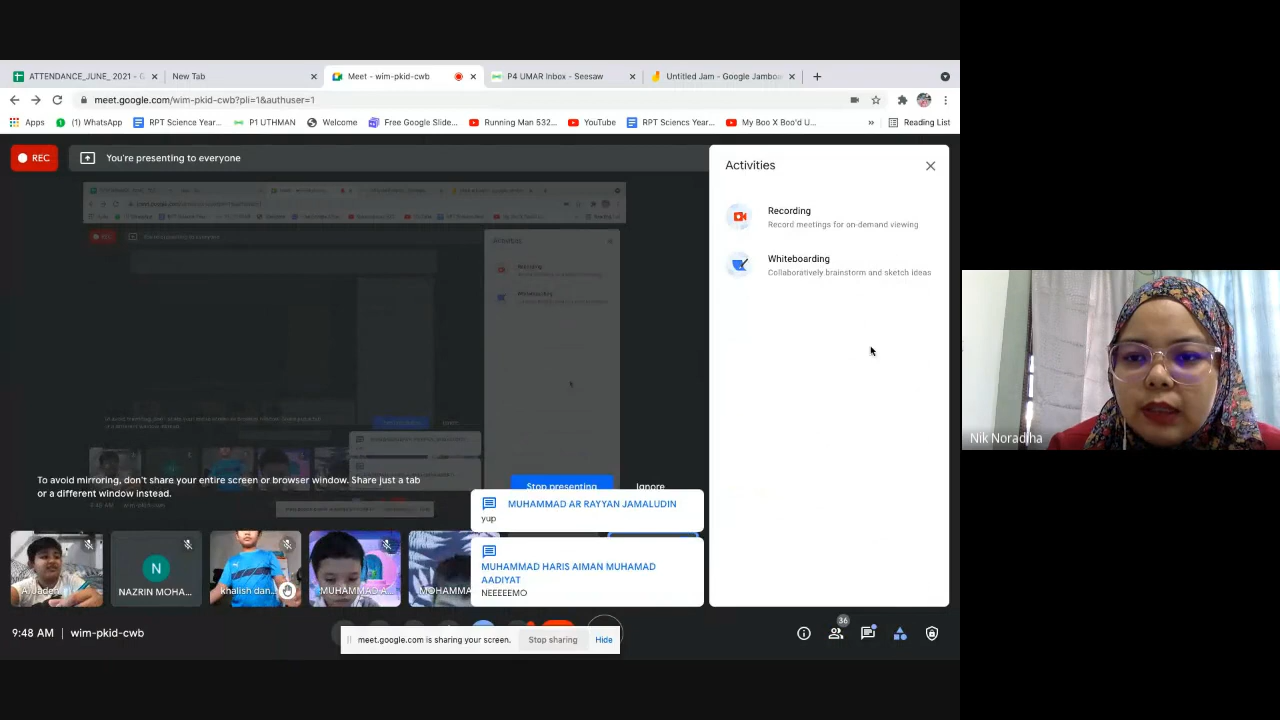 ATTENDANCE_JUNE_ 2021 - G
New Tab
Meet - wim-pkid-cwb
P4 UMAR Inbox - Seesaw
Untitled Jam - Google Jamboa
meet.google.com/wim-pkid-cwb?pli=1&authuser=1
Apps
(1) WhatsApp
RPT Science Year...
P1 UTHMAN
Welcome
Free Google Slide...
Running Man 532...
YouTube
RPT Sciencs Year...
My Boo X Boo'd U...
»
Reading List
REC
You're presenting to everyone
Activities
Recording
Record meetings for on-demand viewing
Whiteboarding
Collaboratively brainstorm and sketch ideas
To avoid mirroring, don't share your entire screen or browser window. Share just a tab
or a different window instead.
Stop presenting
Ignore
MUHAMMAD AR RAYYAN JAMALUDIN
yup
MUHAMMAD HARIS AIMAN MUHAMAD
AADIYAT
NEEEEMO
N
NAZRIN MOHA...
khalish dan...
MUHAMMAD A...
MOHAMMA
9:48 AM | wim-pkid-cwb
meet.google.com is sharing your screen.
Stop sharing
Hide
36
Nik Noradiha